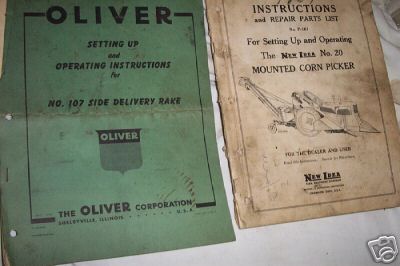 OLIVER
SETTING UP
and
OPERATING INSTRUCTIONS
for
NO. 107 SIDE DELIVERY RAKE
OLIVER
THE OLIVER CORPORATION
SHELBYVILLE, ILLINOIS U.S.A.
INSTRUCTIONS
and REPAIR PARTS LIST
For Setting Up and Operating
The NEW IDEA No. 20
MOUNTED CORN PICKER
FOR THE DEALER AND USER
NEW IDEA